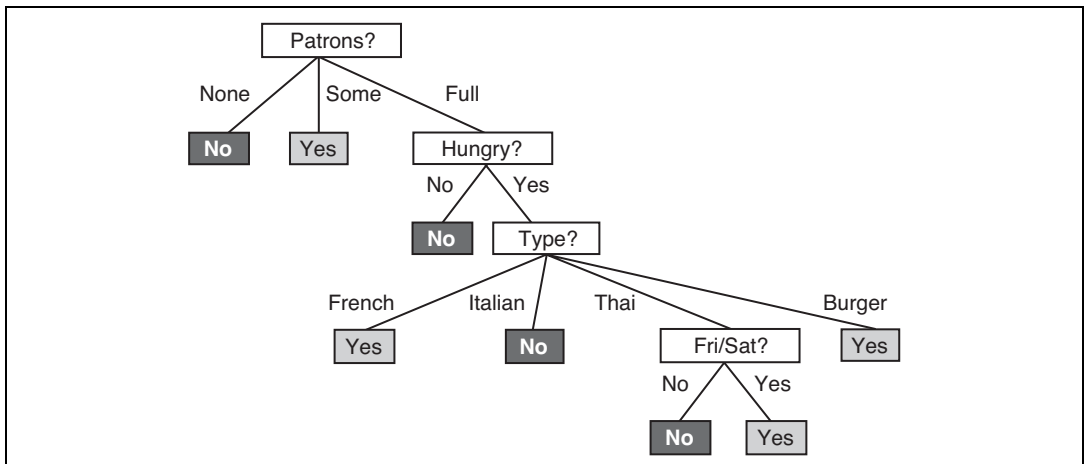 Patrons?
None Some Full
No Yes Hungry?
No Yes
No Type?
French Italian Thai Burger
Yes No Fri/Sat? Yes
No Yes
No Yes